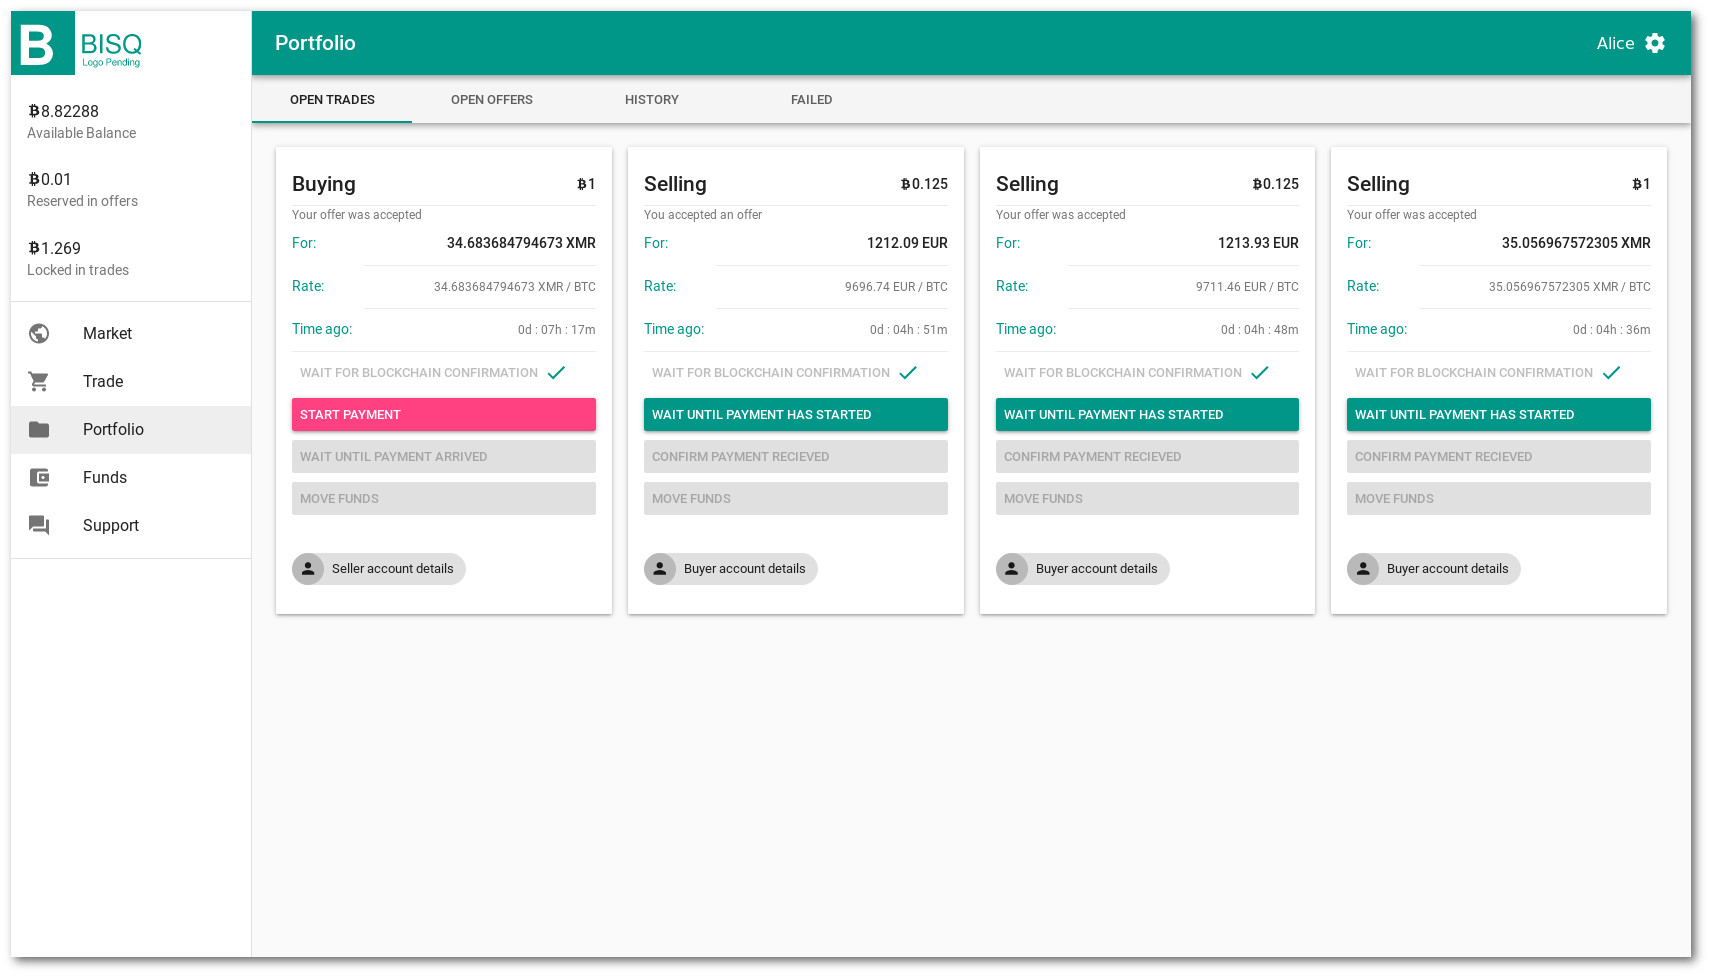 B BISQ
Logo Pending
Portfolio
Alice
₿8.82288
Available Balance
₿0.01
Reserved in offers
₿1.269
Locked in trades
Market
Trade
Portfolio
Funds
Support
OPEN TRADES OPEN OFFERS HISTORY FAILED
Buying ₿1
Your offer was accepted
For: 34.683684794673 XMR
Rate: 34.683684794673 XMR / BTC
Time ago: 0d : 07h : 17m
WAIT FOR BLOCKCHAIN CONFIRMATION
START PAYMENT
WAIT UNTIL PAYMENT ARRIVED
MOVE FUNDS
Seller account details
Selling ₿0.125
You accepted an offer
For: 1212.09 EUR
Rate: 9696.74 EUR / BTC
Time ago: 0d : 04h : 51m
WAIT FOR BLOCKCHAIN CONFIRMATION
WAIT UNTIL PAYMENT HAS STARTED
CONFIRM PAYMENT RECIEVED
MOVE FUNDS
Buyer account details
Selling ₿0.125
Your offer was accepted
For: 1213.93 EUR
Rate: 9711.46 EUR / BTC
Time ago: 0d : 04h : 48m
WAIT FOR BLOCKCHAIN CONFIRMATION
WAIT UNTIL PAYMENT HAS STARTED
CONFIRM PAYMENT RECIEVED
MOVE FUNDS
Buyer account details
Selling ₿1
Your offer was accepted
For: 35.056967572305 XMR
Rate: 35.056967572305 XMR / BTC
Time ago: 0d : 04h : 36m
WAIT FOR BLOCKCHAIN CONFIRMATION
WAIT UNTIL PAYMENT HAS STARTED
CONFIRM PAYMENT RECIEVED
MOVE FUNDS
Buyer account details